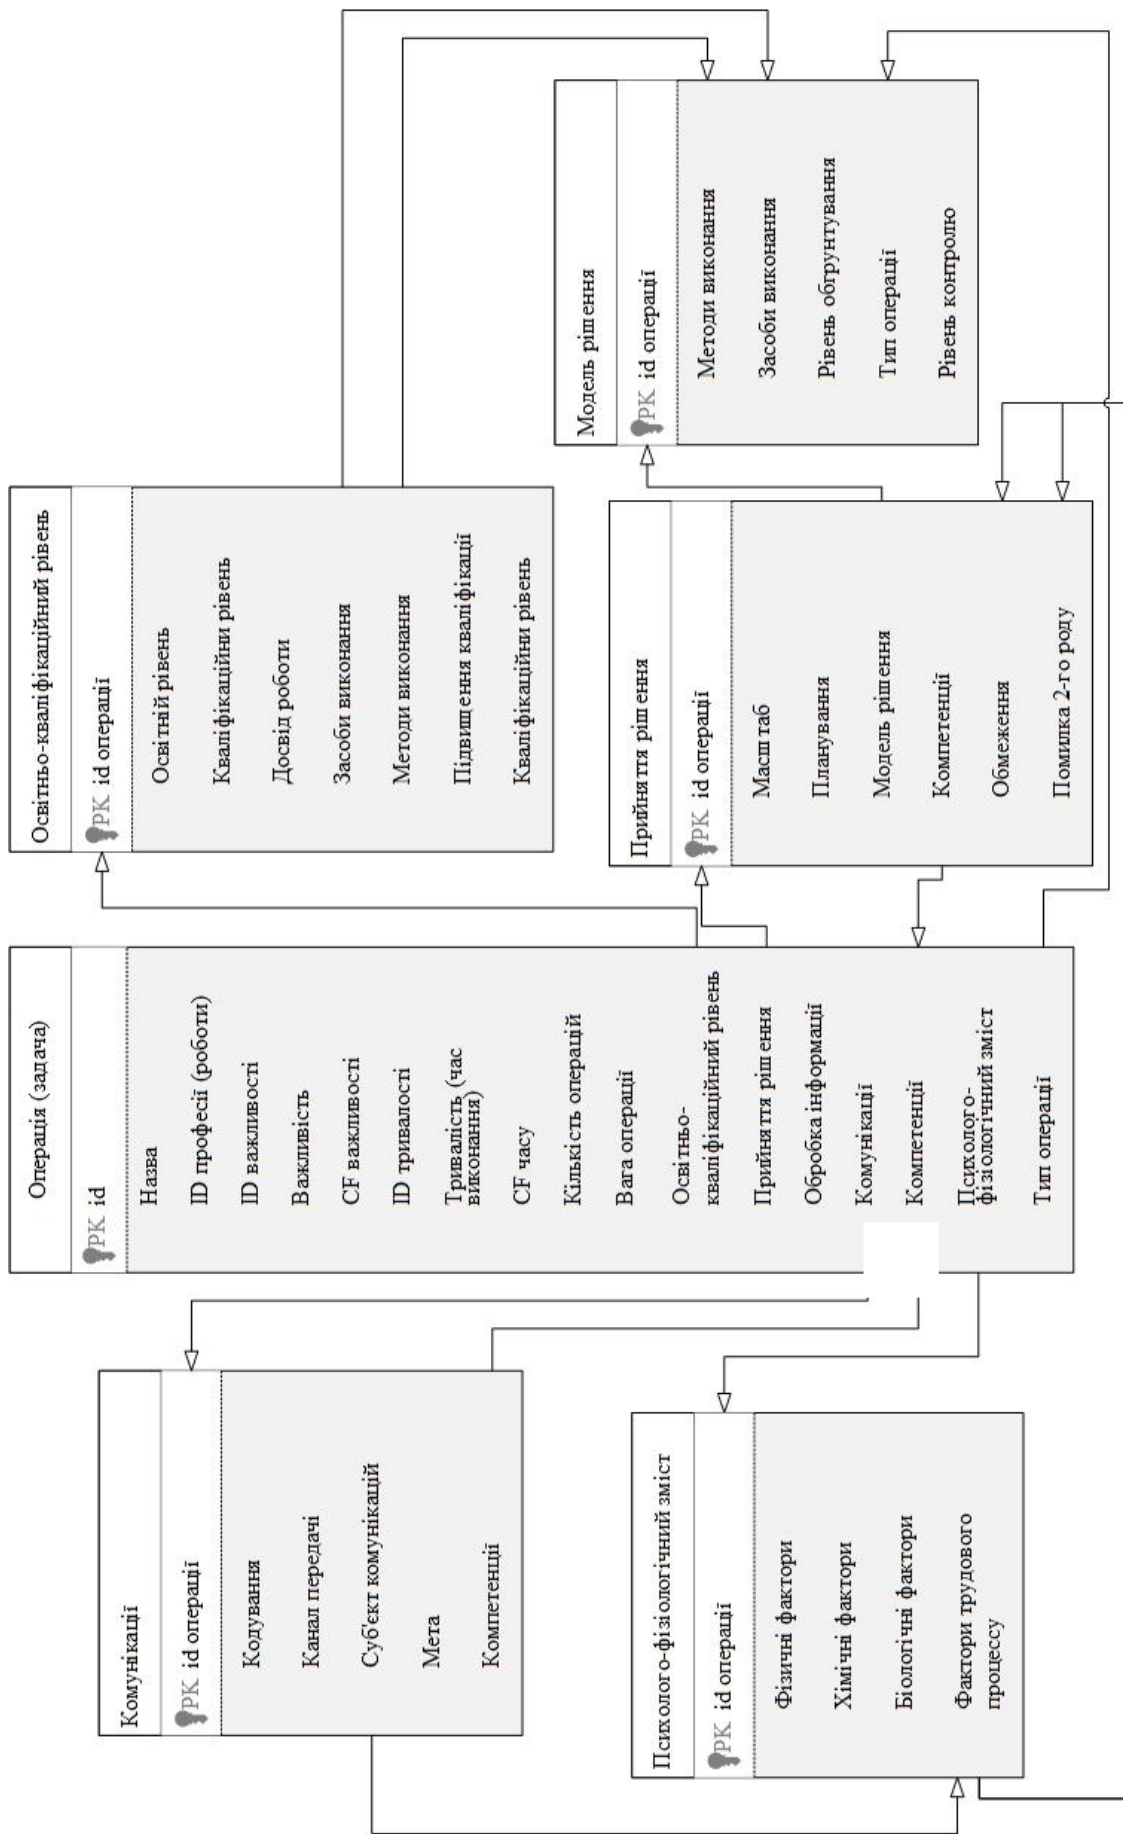 Комунікації
PK id операції
Кодування
Канал передачі
Суб'єкт комунікацій
Мета
Компетенції
Операція (задача)
PK id
Назва
ID професії (роботи)
ID важливості
Важливість
CF важливості
ID тривалості
Тривалість (час
виконання)
CF часу
Кількість операцій
Вага операції
Освітньо-
кваліфікаційний рівень
Прийняття рішення
Обробка інформації
Комунікації
Компетенції
Психолого-
фізіологічний зміст
Тип операції
Освітньо-кваліфікаційний рівень
PK id операції
Освітній рівень
Кваліфікаційни рівень
Досвід роботи
Засоби виконання
Методи виконання
Підвищення кваліфікації
Кваліфікаційни рівень
Психолого-фізіологічний зміст
PK id операції
Фізичні фактори
Хімічні фактори
Біологічні фактори
Фактори трудового
процессу
Прийняття рішення
PK id операції
Масштаб
Планування
Модель рішення
Компетенції
Обмеження
Помилка 2-го роду
Модель рішення
PK id операції
Методи виконання
Засоби виконання
Рівень обгрунтування
Тип операції
Рівень контролю